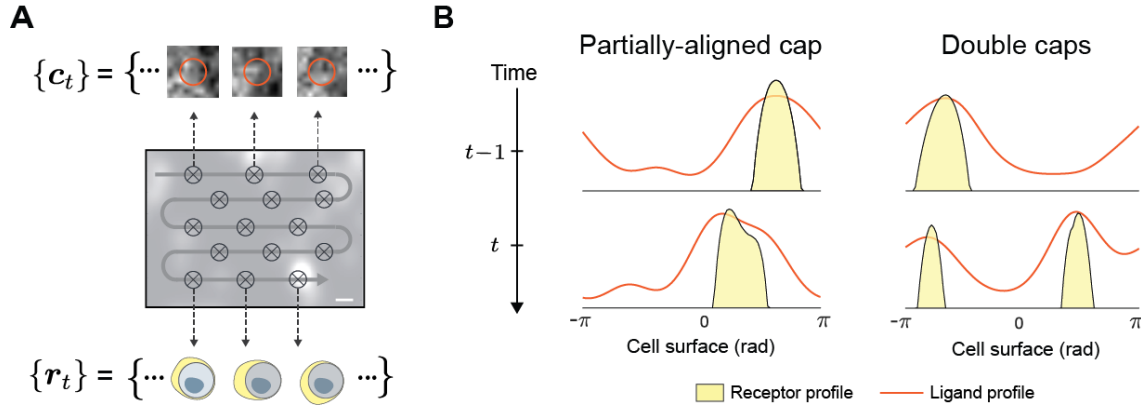 A
{c_t} = {··· ···}
{r_t} = {··· ···}
B
Partially-aligned cap
Double caps
Time
t−1
t
-π 0 π
-π 0 π
Cell surface (rad)
Cell surface (rad)
Receptor profile
Ligand profile